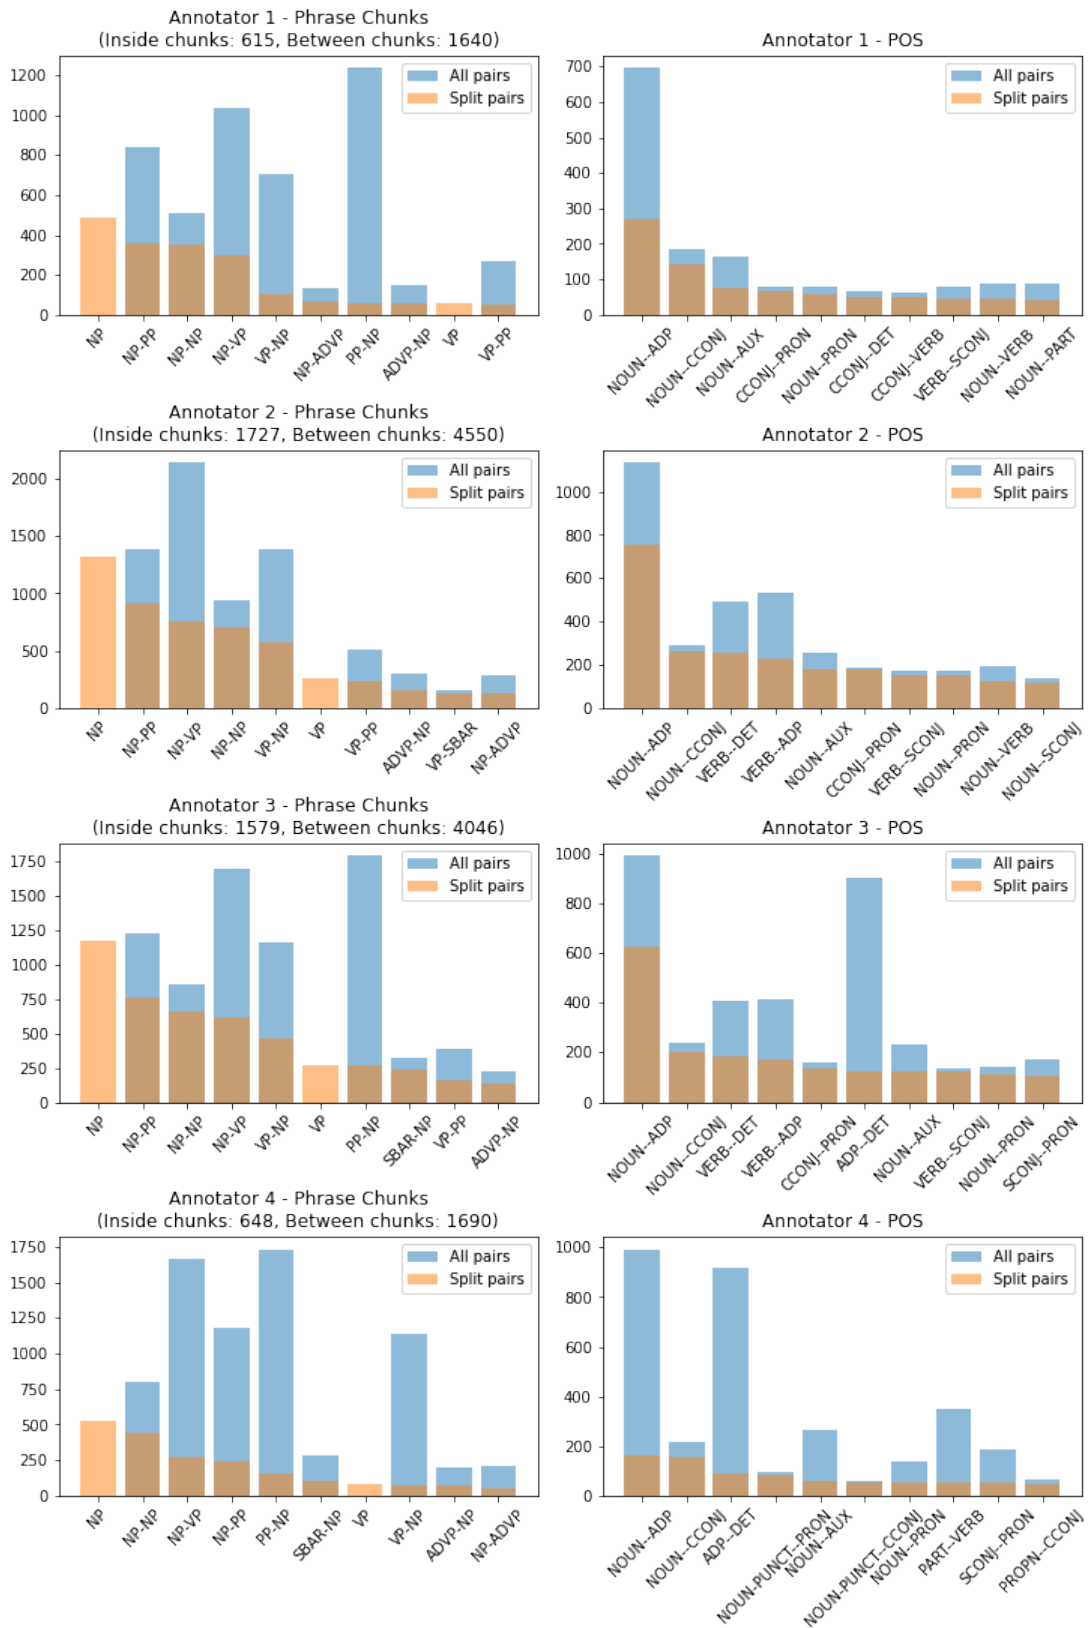 Annotator 1 - Phrase Chunks
(Inside chunks: 615, Between chunks: 1640)
All pairs
Split pairs
1200
1000
800
600
400
200
0
NP
NP-PP
NP-NP
NP-VP
VP-NP
NP-ADVP
PP-NP
ADVP-NP
VP
VP-PP
Annotator 1 - POS
All pairs
Split pairs
700
600
500
400
300
200
100
0
NOUN--ADP
NOUN--CCONJ
NOUN--AUX
CCONJ--PRON
NOUN--PRON
CCONJ--DET
CCONJ--VERB
VERB--SCONJ
NOUN--VERB
NOUN--PART
Annotator 2 - Phrase Chunks
(Inside chunks: 1727, Between chunks: 4550)
All pairs
Split pairs
2000
1500
1000
500
0
NP
NP-PP
NP-VP
NP-NP
VP-NP
VP
VP-PP
ADVP-NP
VP-SBAR
NP-ADVP
Annotator 2 - POS
All pairs
Split pairs
1000
800
600
400
200
0
NOUN--ADP
NOUN--CCONJ
VERB--DET
VERB--ADP
NOUN--AUX
CCONJ--PRON
VERB--SCONJ
NOUN--PRON
NOUN--VERB
NOUN--SCONJ
Annotator 3 - Phrase Chunks
(Inside chunks: 1579, Between chunks: 4046)
All pairs
Split pairs
1750
1500
1250
1000
750
500
250
0
NP
NP-PP
NP-NP
NP-VP
VP-NP
VP
PP-NP
SBAR-NP
VP-PP
ADVP-NP
Annotator 3 - POS
All pairs
Split pairs
1000
800
600
400
200
0
NOUN--ADP
NOUN--CCONJ
VERB--DET
VERB--ADP
CCONJ--PRON
ADP--DET
NOUN--AUX
VERB--SCONJ
NOUN--PRON
SCONJ--PRON
Annotator 4 - Phrase Chunks
(Inside chunks: 648, Between chunks: 1690)
All pairs
Split pairs
1750
1500
1250
1000
750
500
250
0
NP
NP-NP
NP-VP
NP-PP
PP-NP
SBAR-NP
VP
VP-NP
ADVP-NP
NP-ADVP
Annotator 4 - POS
All pairs
Split pairs
1000
800
600
400
200
0
NOUN--ADP
NOUN--CCONJ
ADP--DET
NOUN-PUNCT--PRON
NOUN--AUX
NOUN-PUNCT--CCONJ
NOUN--PRON
PART--VERB
SCONJ--PRON
PROPN--CCONJ